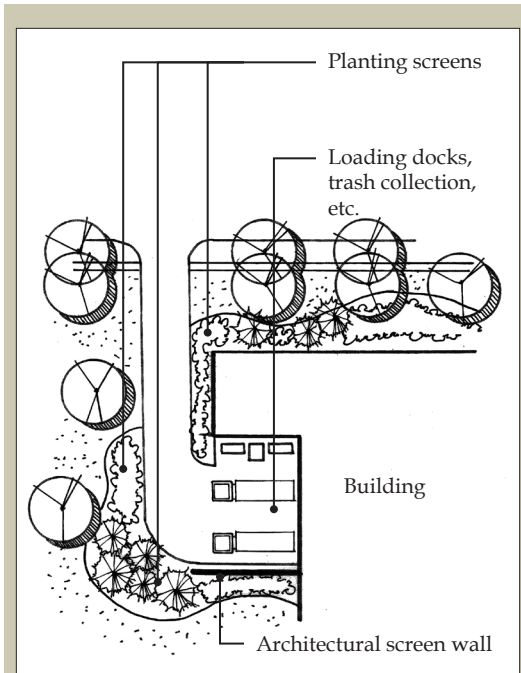 Planting screens
Loading docks,
trash collection,
etc.
Building
Architectural screen wall